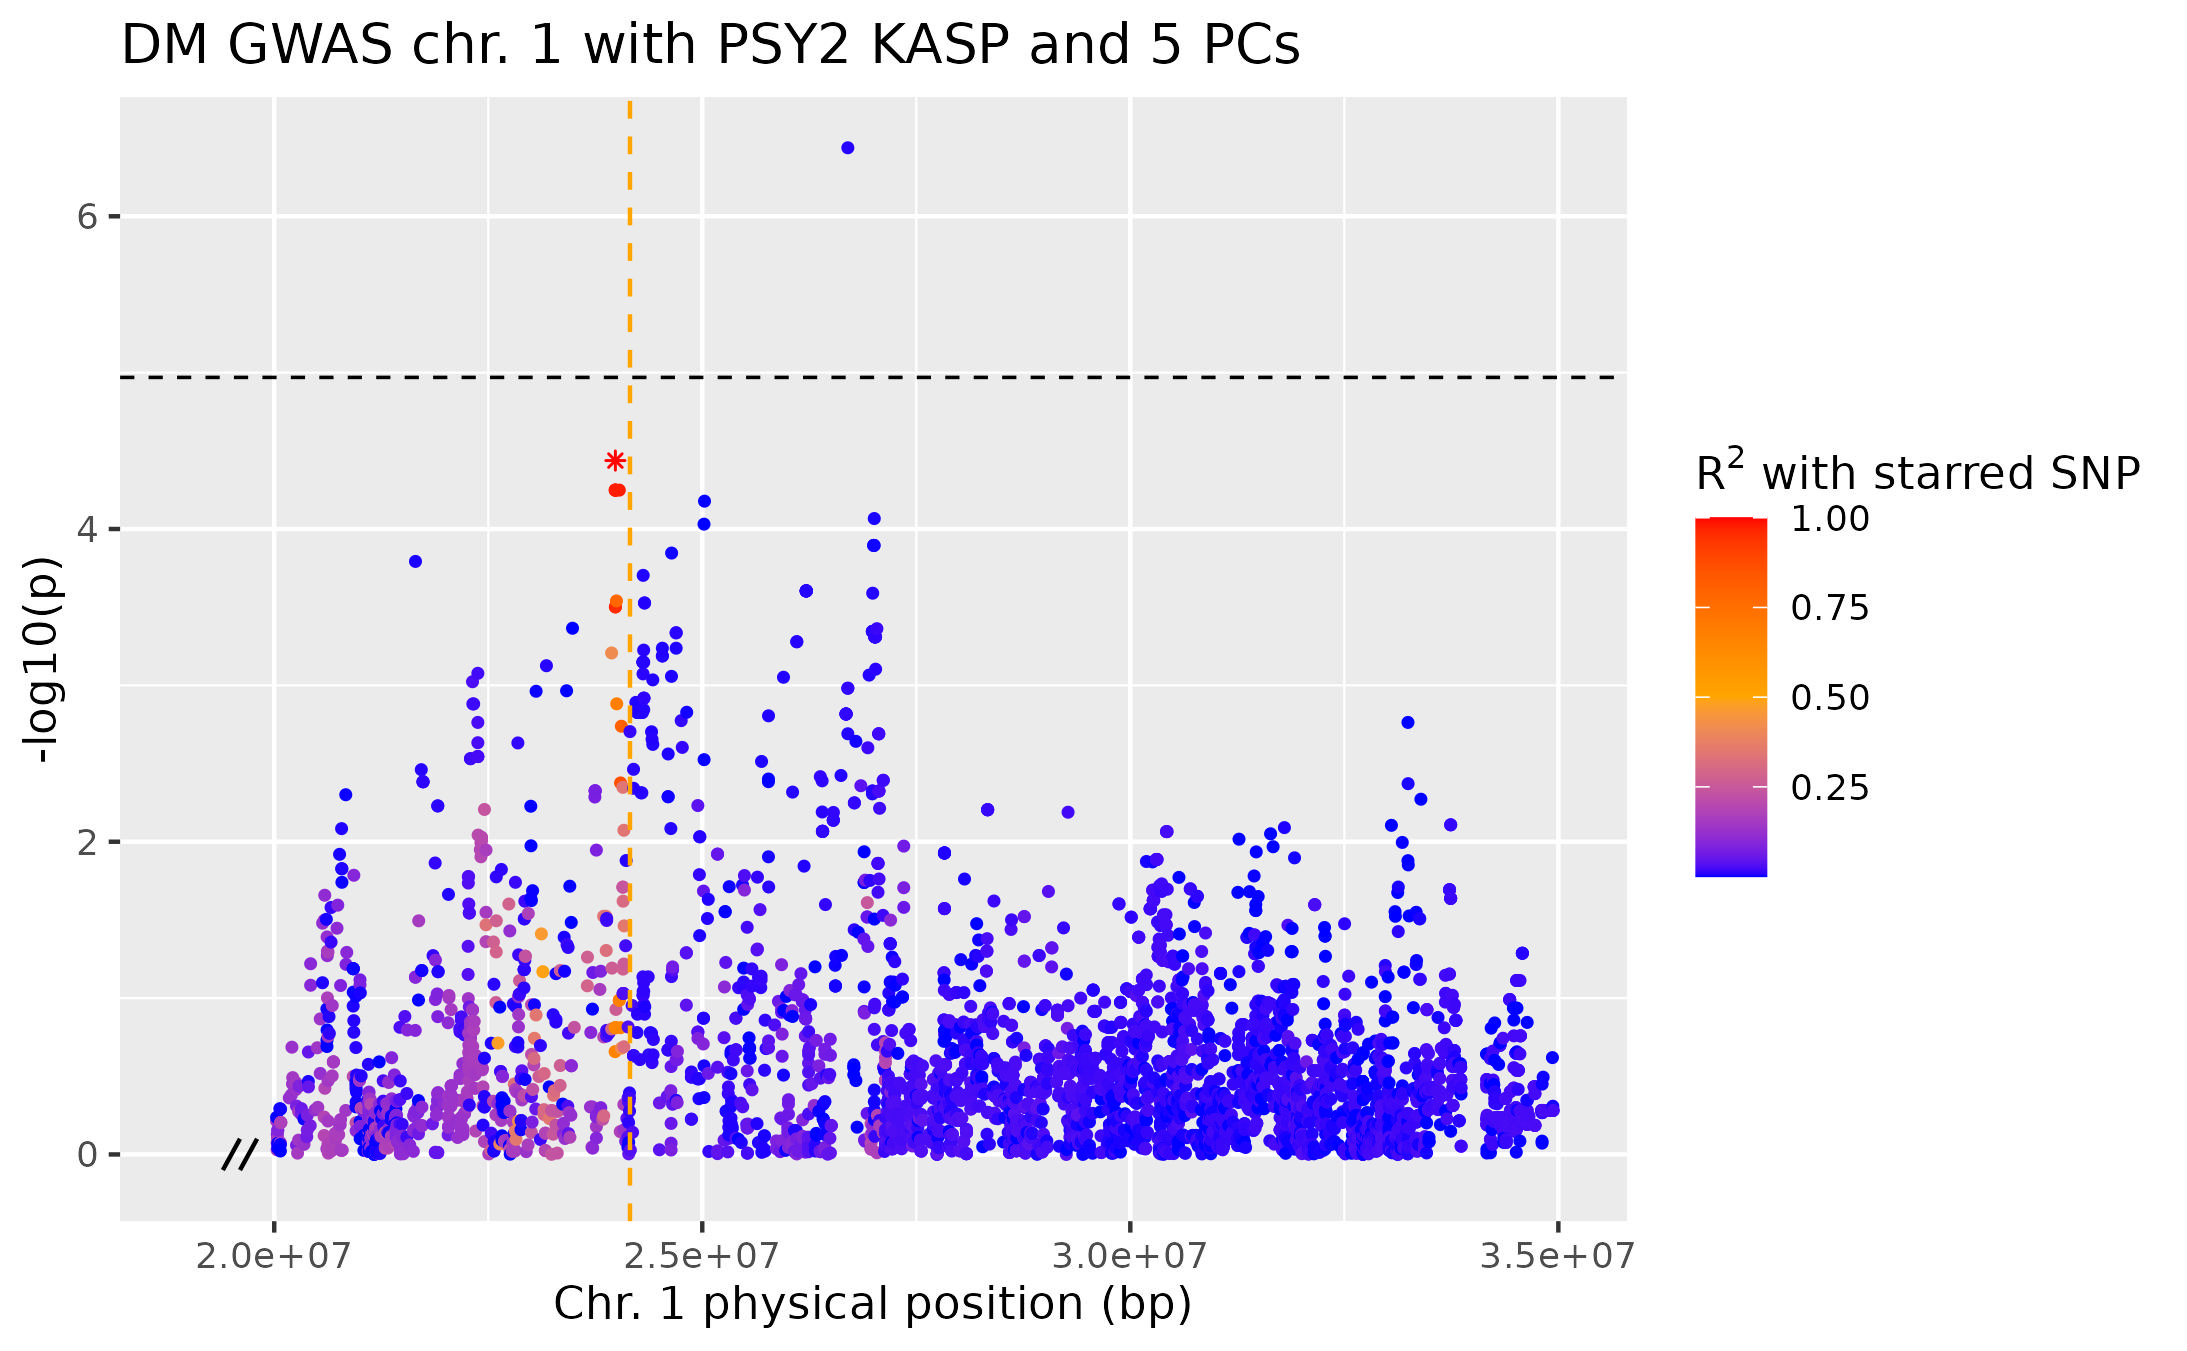 DM GWAS chr. 1 with PSY2 KASP and 5 PCs
-log10(p)
6
4
2
0
2.0e+07 2.5e+07 3.0e+07 3.5e+07
Chr. 1 physical position (bp)
R² with starred SNP
1.00
0.75
0.50
0.25